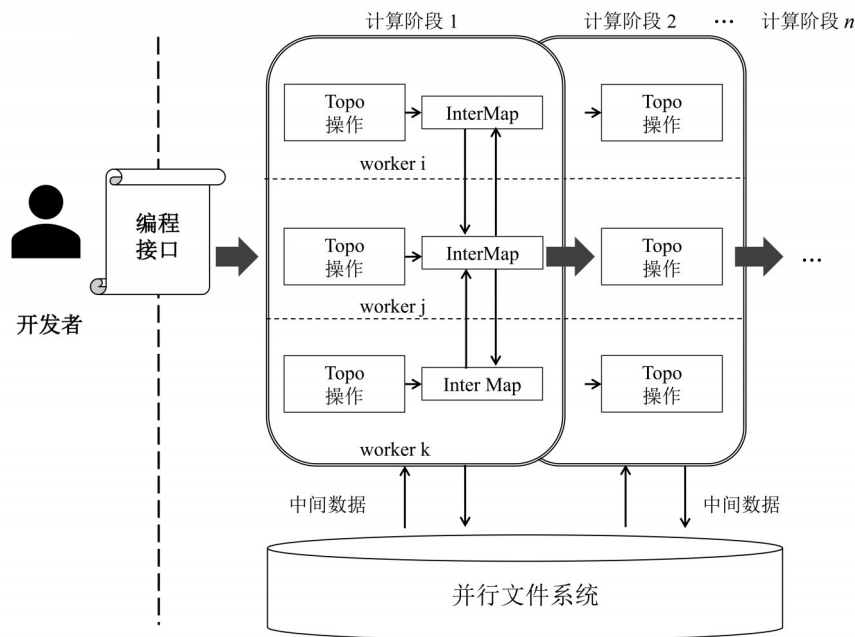 计算阶段 1
计算阶段 2
…
计算阶段 n
Topo
操作
InterMap
Topo
操作
worker i
编程
接口
Topo
操作
InterMap
Topo
操作
...
worker j
开发者
Topo
操作
Inter Map
Topo
操作
worker k
中间数据
中间数据
并行文件系统